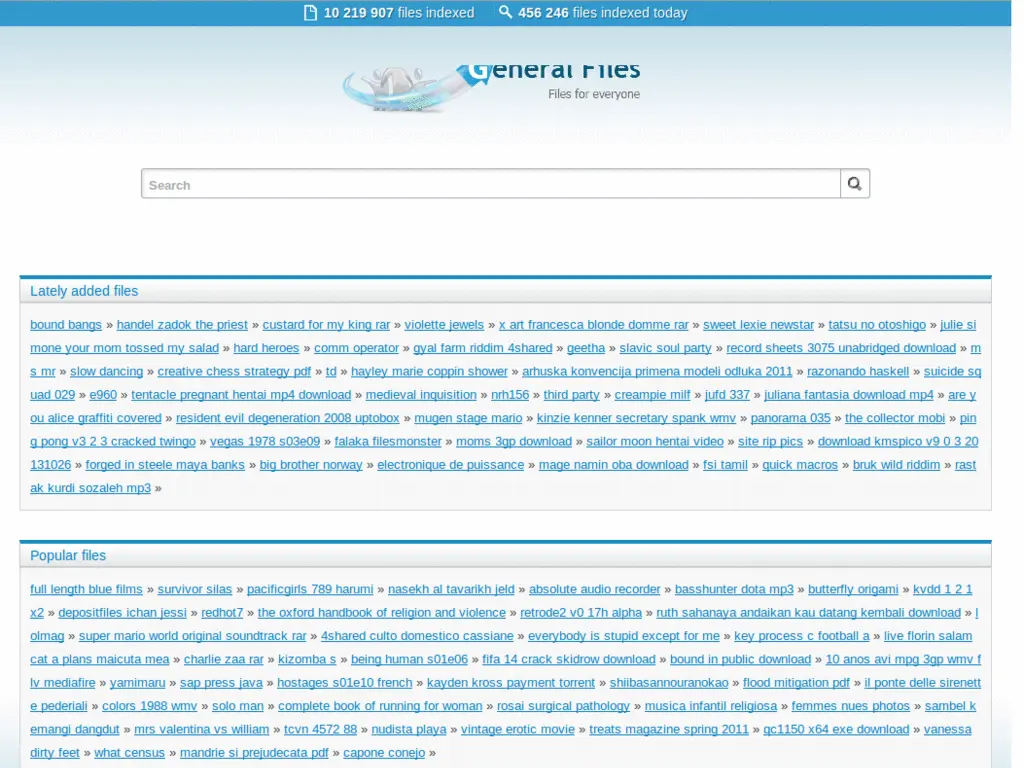 10 219 907 files indexed 456 246 files indexed today
General Files
Files for everyone
Search
Lately added files
bound bangs » handel zadok the priest » custard for my king rar » violette jewels » x art francesca blonde domme rar » sweet lexie newstar » tatsu no otoshigo » julie si
mone your mom tossed my salad » hard heroes » comm operator » gyal farm riddim 4shared » geetha » slavic soul party » record sheets 3075 unabridged download » m
s mr » slow dancing » creative chess strategy pdf » td » hayley marie coppin shower » arhuska konvencija primena modeli odluka 2011 » razonando haskell » suicide sq
uad 029 » e960 » tentacle pregnant hentai mp4 download » medieval inquisition » nrh156 » third party » creampie milf » jufd 337 » juliana fantasia download mp4 » are y
ou alice graffiti covered » resident evil degeneration 2008 uptobox » mugen stage mario » kinzie kenner secretary spank wmv » panorama 035 » the collector mobi » pin
g pong v3 2 3 cracked twingo » vegas 1978 s03e09 » falaka filesmonster » moms 3gp download » sailor moon hentai video » site rip pics » download kmspico v9 0 3 20
131026 » forged in steele maya banks » big brother norway » electronique de puissance » mage namin oba download » fsi tamil » quick macros » bruk wild riddim » rast
ak kurdi sozaleh mp3 »
Popular files
full length blue films » survivor silas » pacificgirls 789 harumi » nasekh al tavarikh jeld » absolute audio recorder » basshunter dota mp3 » butterfly origami » kvdd 1 2 1
x2 » depositfiles ichan jessi » redhot7 » the oxford handbook of religion and violence » retrode2 v0 17h alpha » ruth sahanaya andaikan kau datang kembali download » l
olmag » super mario world original soundtrack rar » 4shared culto domestico cassiane » everybody is stupid except for me » key process c football a » live florin salam
cat a plans maicuta mea » charlie zaa rar » kizomba s » being human s01e06 » fifa 14 crack skidrow download » bound in public download » 10 anos avi mpg 3gp wmv f
lv mediafire » yamimaru » sap press java » hostages s01e10 french » kayden kross payment torrent » shiibasannouranokao » flood mitigation pdf » il ponte delle sirenett
e pederiali » colors 1988 wmv » solo man » complete book of running for woman » rosai surgical pathology » musica infantil religiosa » femmes nues photos » sambel k
emangi dangdut » mrs valentina vs william » tcvn 4572 88 » nudista playa » vintage erotic movie » treats magazine spring 2011 » qc1150 x64 exe download » vanessa
dirty feet » what census » mandrie si prejudecata pdf » capone conejo »